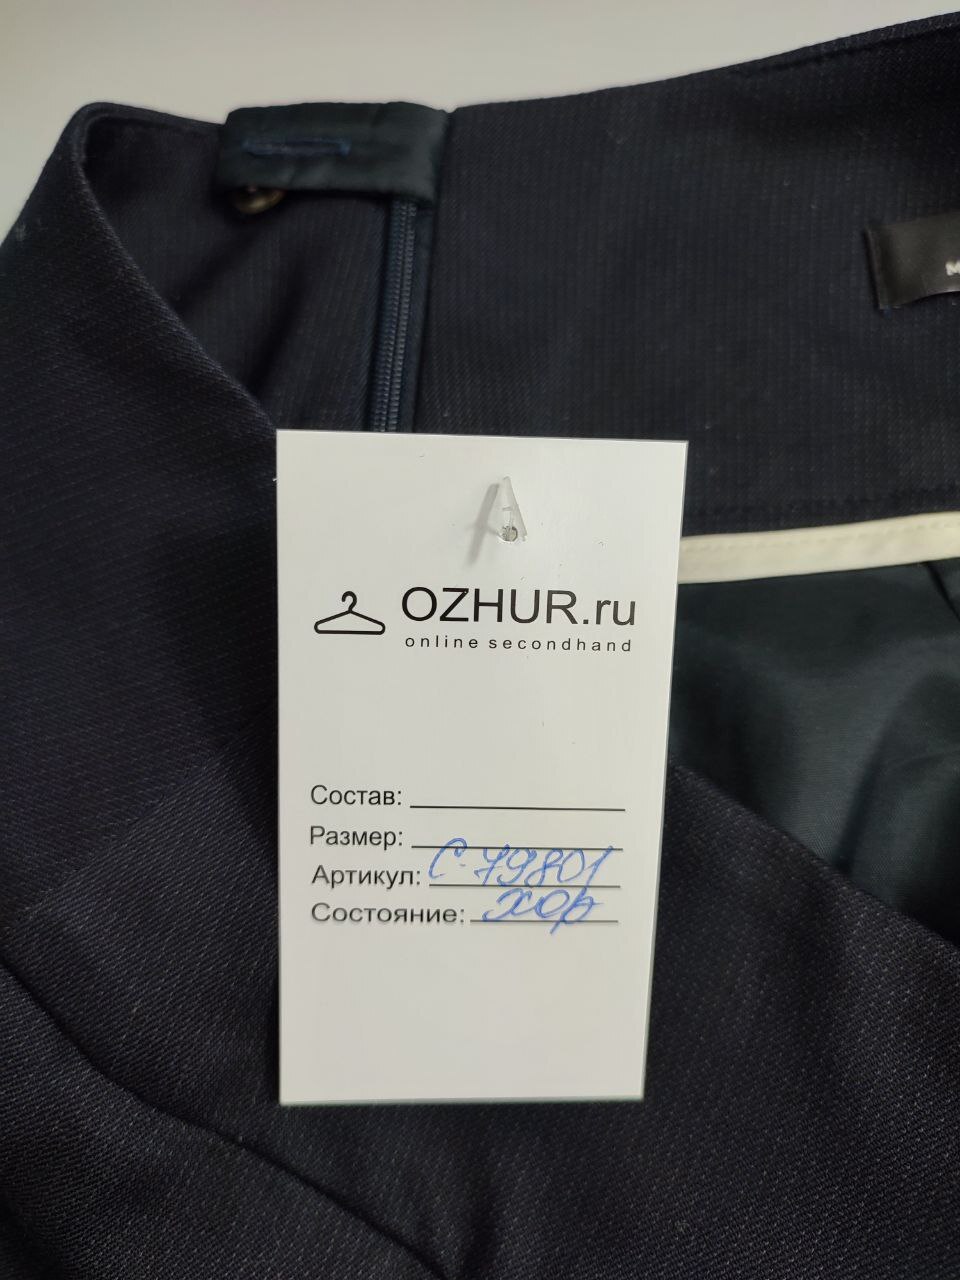 OZHUR.ru
online secondhand
Состав:
Размер:
Артикул: С-79801
Состояние: хор